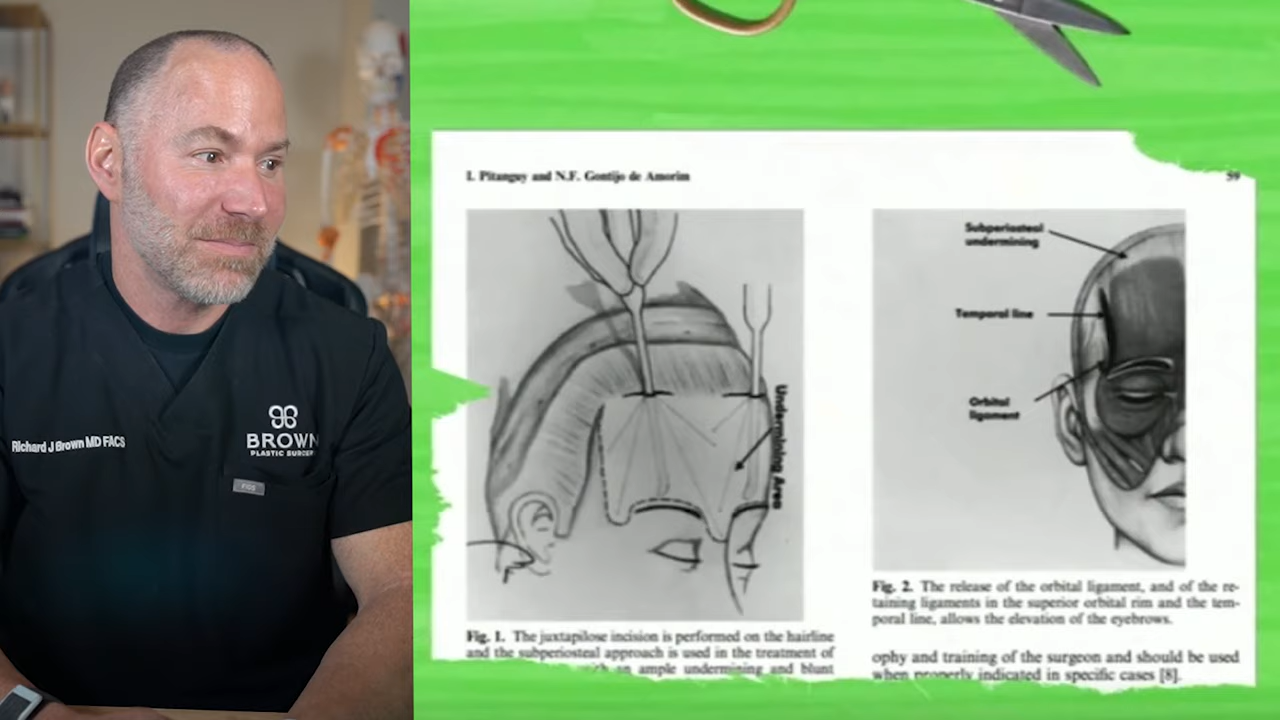 Richard J Brown MD FACS
BROWN
PLASTIC SURGERY
FIGS
I. Pitanguy and N.F. Gontijo de Amorim
59
Undermining Area
Subperiosteal
undermining
Temporal line
Orbital
ligament
Fig. 1. The juxtapilose incision is performed on the hairline
and the subperiosteal approach is used in the treatment of
with an ample undermining and blunt
Fig. 2. The release of the orbital ligament, and of the re-
taining ligaments in the superior orbital rim and the tem-
poral line, allows the elevation of the eyebrows.
ophy and training of the surgeon and should be used
when properly indicated in specific cases [8].